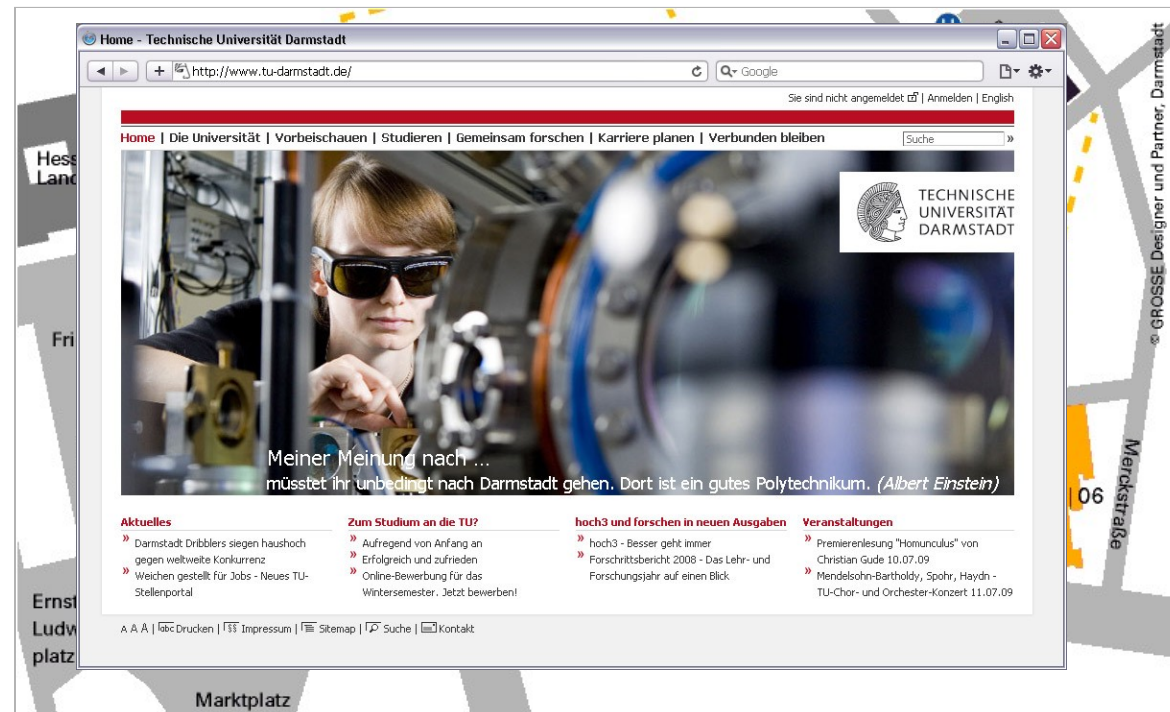 Home - Technische Universität Darmstadt
http://www.tu-darmstadt.de/
Google
Sie sind nicht angemeldet | Anmelden | English
Home | Die Universität | Vorbeischauen | Studieren | Gemeinsam forschen | Karriere planen | Verbunden bleiben
Suche »
TECHNISCHE
UNIVERSITÄT
DARMSTADT
Meiner Meinung nach ...
müsstet ihr unbedingt nach Darmstadt gehen. Dort ist ein gutes Polytechnikum. (Albert Einstein)
Aktuelles
» Darmstadt Dribblers siegen haushoch
gegen weltweite Konkurrenz
» Weichen gestellt für Jobs - Neues TU-
Stellenportal
Zum Studium an die TU?
» Aufregend von Anfang an
» Erfolgreich und zufrieden
» Online-Bewerbung für das
Wintersemester. Jetzt bewerben!
hoch3 und forschen in neuen Ausgaben
» hoch3 - Besser geht immer
» Forschrittsbericht 2008 - Das Lehr- und
Forschungsjahr auf einen Blick
Veranstaltungen
» Premierenlesung "Homunculus" von
Christian Gude 10.07.09
» Mendelsohn-Bartholdy, Spohr, Haydn -
TU-Chor- und Orchester-Konzert 11.07.09
A A A | abc Drucken | §§ Impressum | Sitemap | Suche | Kontakt
Hess
Land
Fri
Ernst
Ludw
platz
Marktplatz
06
Merckstraße
© GROSSE Designer und Partner, Darmstadt